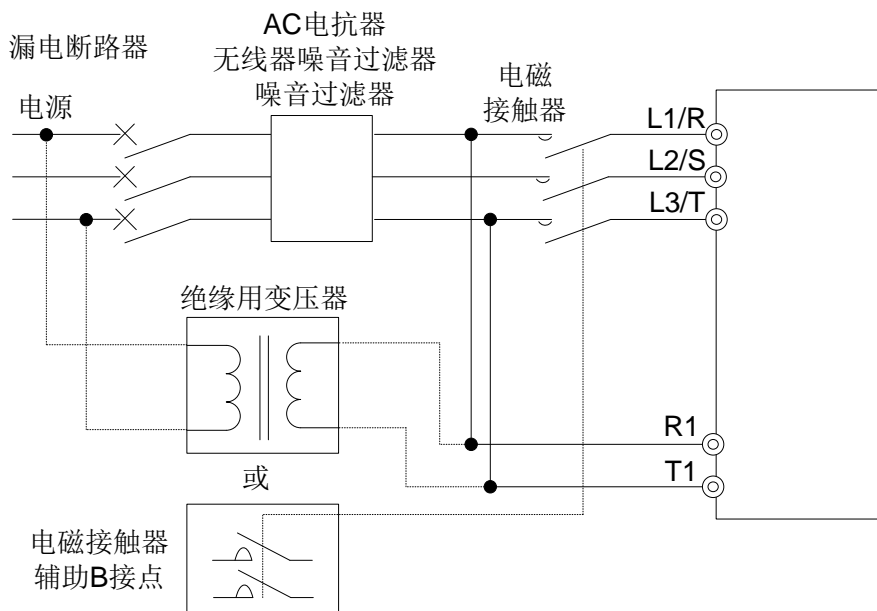 漏电断路器
AC电抗器
无线器噪音过滤器
噪音过滤器
电源
电磁
接触器
L1/R
L2/S
L3/T
绝缘用变压器
R1
T1
或
电磁接触器
辅助B接点